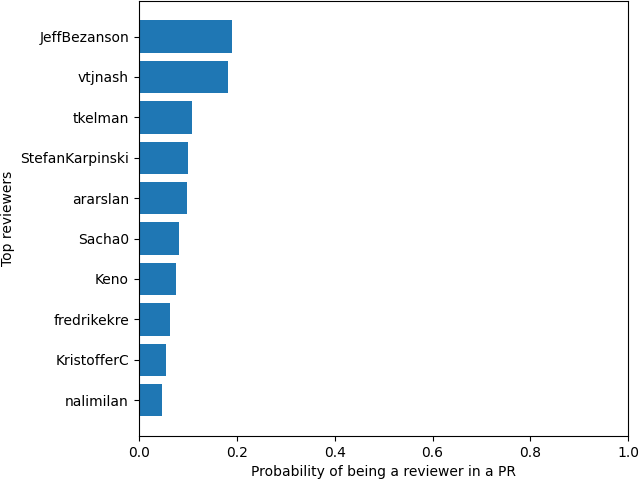 Top reviewers
JeffBezanson
vtjnash
tkelman
StefanKarpinski
ararslan
Sacha0
Keno
fredrikekre
KristofferC
nalimilan
0.0 0.2 0.4 0.6 0.8 1.0
Probability of being a reviewer in a PR